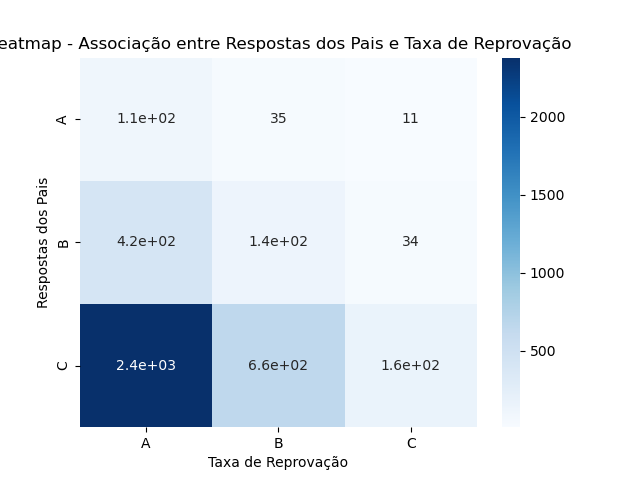 eatmap - Associação entre Respostas dos Pais e Taxa de Reprovação
A 1.1e+02 35 11
B 4.2e+02 1.4e+02 34
C 2.4e+03 6.6e+02 1.6e+02
A B C
Taxa de Reprovação
Respostas dos Pais
2000
1500
1000
500